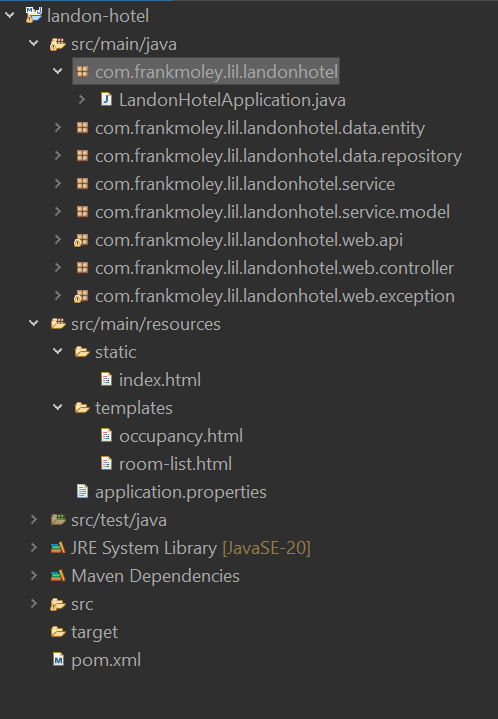 landon-hotel
src/main/java
com.frankmoley.lil.landonhotel
LandonHotelApplication.java
com.frankmoley.lil.landonhotel.data.entity
com.frankmoley.lil.landonhotel.data.repository
com.frankmoley.lil.landonhotel.service
com.frankmoley.lil.landonhotel.service.model
com.frankmoley.lil.landonhotel.web.api
com.frankmoley.lil.landonhotel.web.controller
com.frankmoley.lil.landonhotel.web.exception
src/main/resources
static
index.html
templates
occupancy.html
room-list.html
application.properties
src/test/java
JRE System Library [JavaSE-20]
Maven Dependencies
src
target
pom.xml